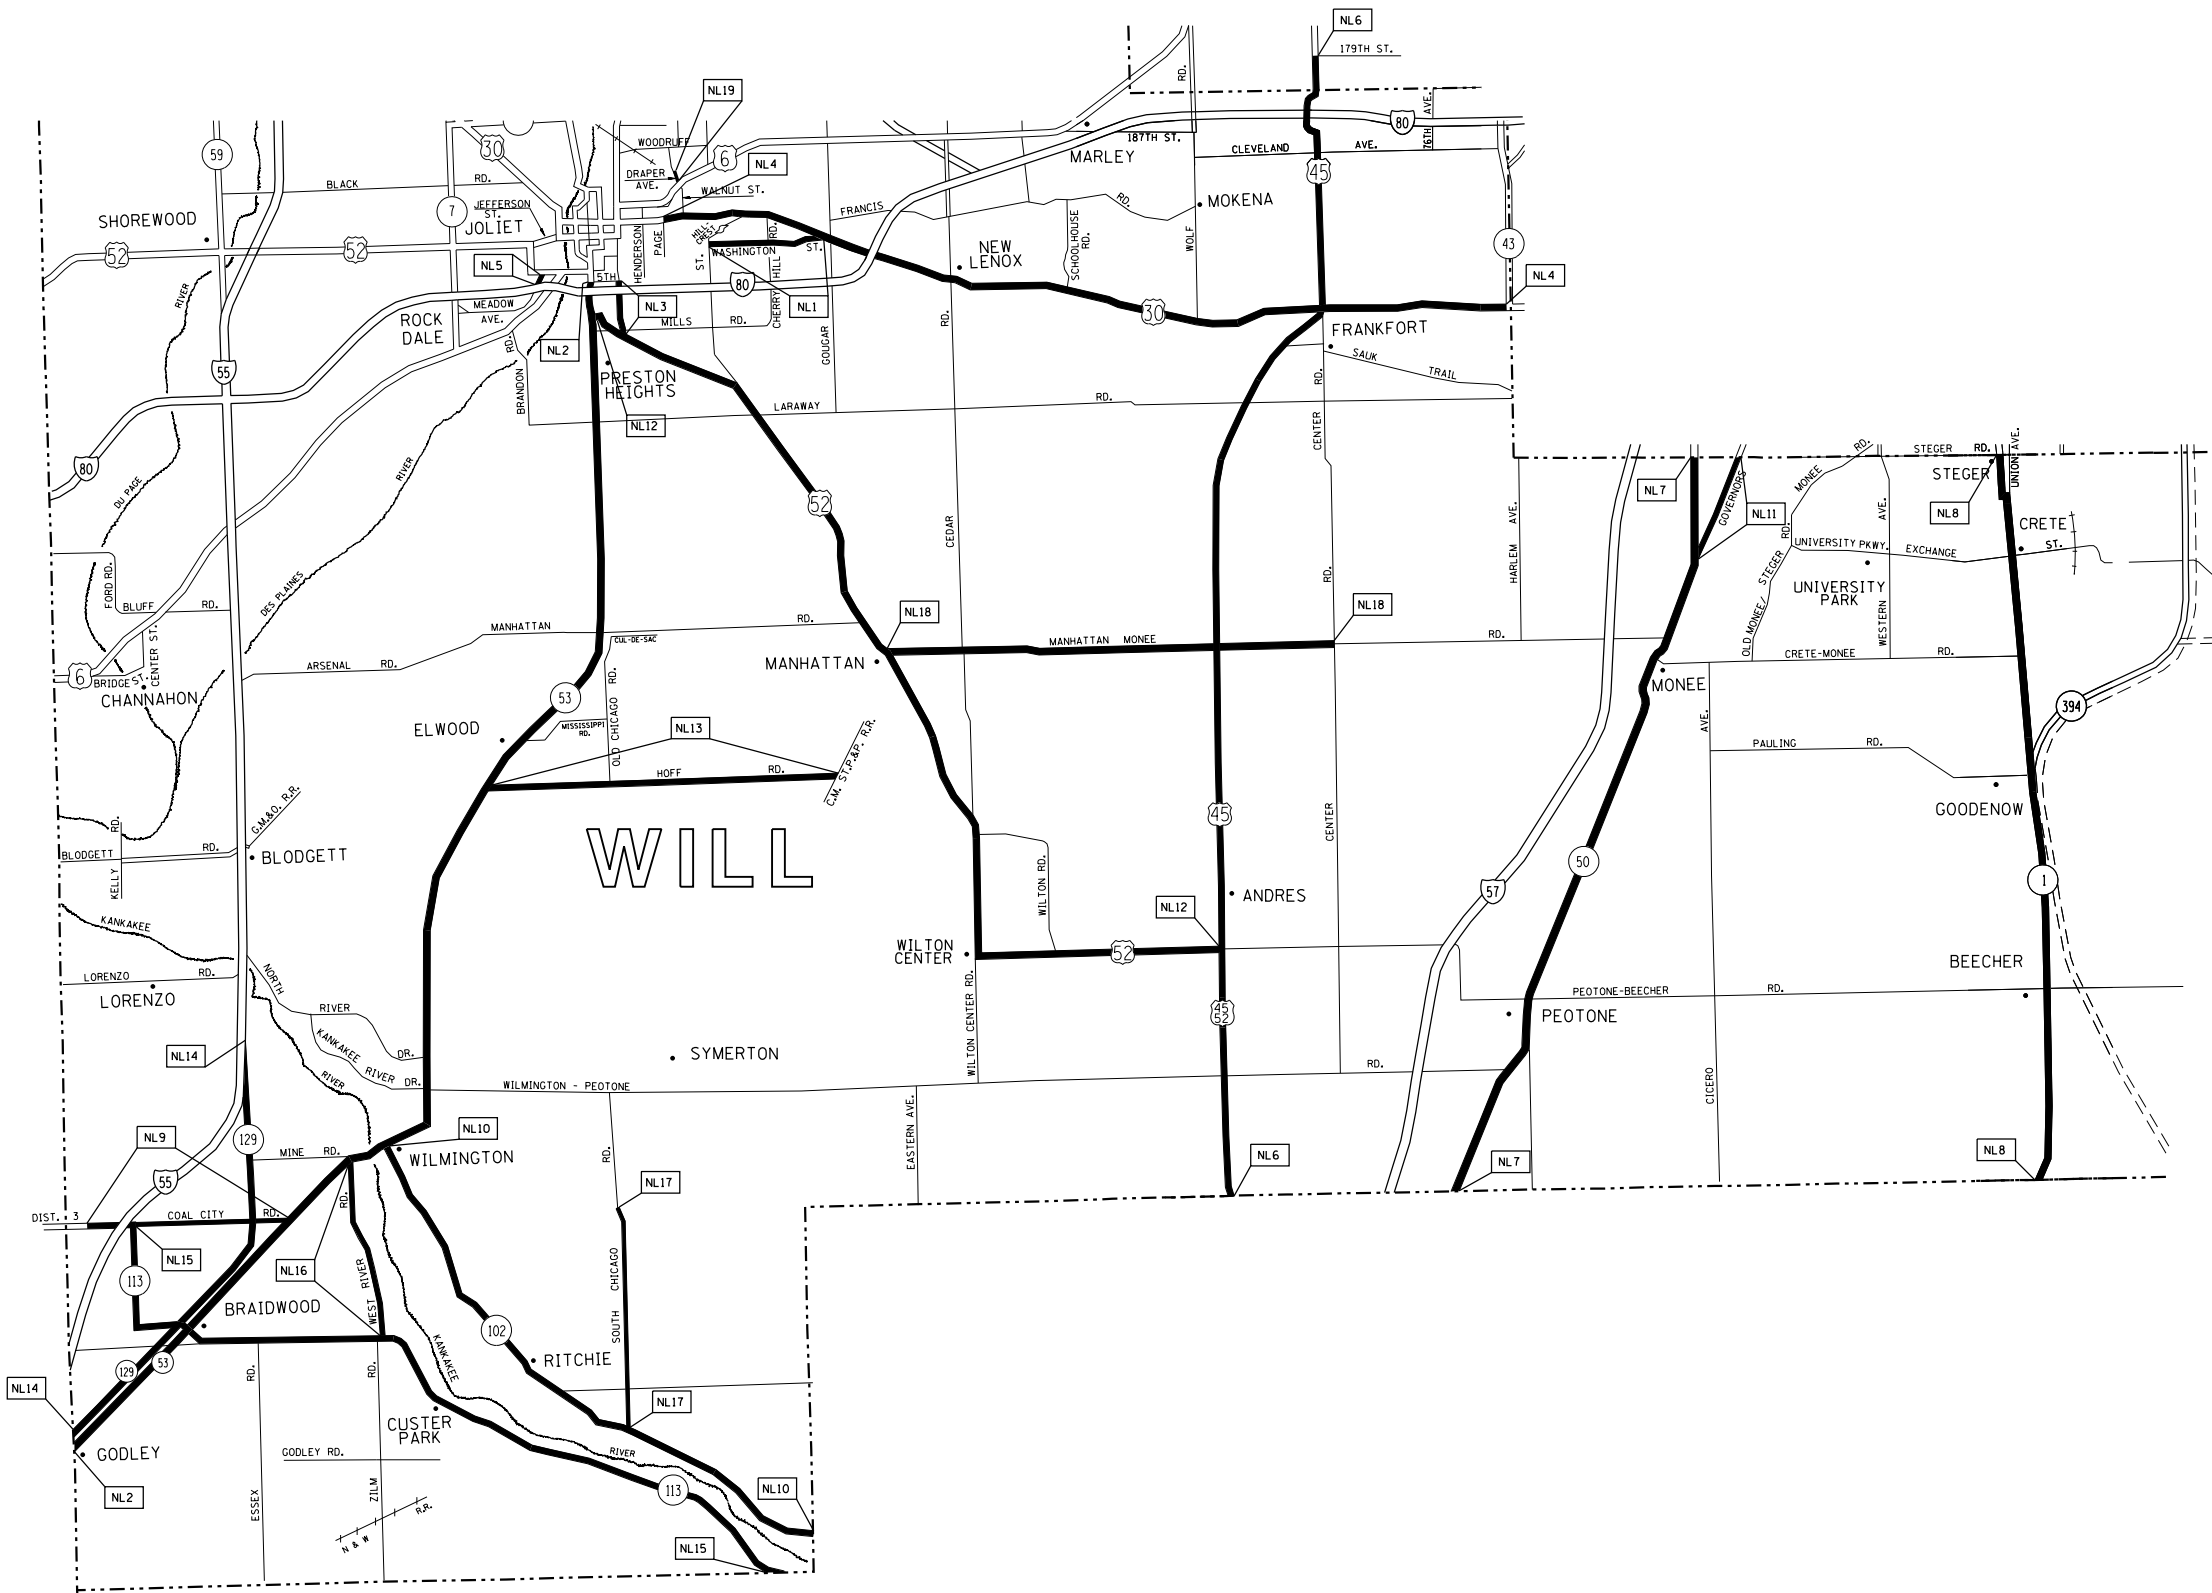 NL6
179TH ST.
RD.
NL19
80
187TH ST.
MARLEY
CLEVELAND AVE.
76TH AVE.
59
30
WOODRUFF
6
NL4
DRAPER
AVE.
WALNUT ST.
45
BLACK RD.
7
JEFFERSON
ST.
JOLIET
SHOREWOOD
52
52
HENDERSON
PAGE
HILL-
CREST
ST.
WASHINGTON ST.
CHERRY HILL RD.
FRANCIS RD.
MOKENA
WOLF
SCHOOLHOUSE
RD.
NEW
LENOX
43
NL4
NL5
5TH
80
NL3
NL1
MEADOW
AVE.
ROCK
DALE
RIVER
NL2
MILLS RD.
GOUGAR
RD.
30
FRANKFORT
SAUK TRAIL
55
BRANDON RD.
PRESTON
HEIGHTS
LARAWAY RD.
NL12
CENTER RD.
80
DU PAGE
RIVER
52
CEDAR
HARLEM AVE.
NL7
GOVERNORS
NL11
MONEE RD.
STEGER RD.
STEGER
UNION AVE.
NL8
CRETE
UNIVERSITY PKWY.
EXCHANGE ST.
OLD MONEE/ STEGER RD.
UNIVERSITY
PARK
WESTERN AVE.
FORD RD.
BLUFF RD.
DES PLAINES
CENTER ST.
MANHATTAN RD.
CUL-DE-SAC
NL18
MANHATTAN MONEE RD.
NL18
RD.
MANHATTAN
ARSENAL RD.
6
BRIDGE ST.
CHANNAHON
53
OLD CHICAGO RD.
MISSISSIPPI
RD.
ELWOOD
NL13
HOFF RD.
C.M. ST.P.&P. R.R.
CRETE-MONEE RD.
MONEE
394
PAULING RD.
GOODENOW
AVE.
CICERO
WILL
45
CENTER
G.M.&O. R.R.
BLODGETT RD.
BLODGETT
KELLY RD.
50
57
1
ANDRES
WILTON RD.
NL12
KANKAKEE
WILTON
CENTER
52
LORENZO RD.
LORENZO
NORTH
RIVER
DR.
KANKAKEE
RIVER DR.
RIVER
WILTON CENTER RD.
45
52
BEECHER
PEOTONE-BEECHER RD.
PEOTONE
SYMERTON
NL14
WILMINGTON - PEOTONE RD.
EASTERN AVE.
NL9
129
NL10
MINE RD.
WILMINGTON
55
NL17
NL6
NL7
NL8
DIST. 3
COAL CITY RD.
NL15
113
NL16
WEST RIVER RD.
BRAIDWOOD
SOUTH CHICAGO RD.
102
RITCHIE
KANKAKEE
129
53
NL14
ESSEX RD.
ZILM RD.
CUSTER
PARK
NL17
GODLEY
GODLEY RD.
RIVER
NL2
113
NL10
N & W R.R.
NL15